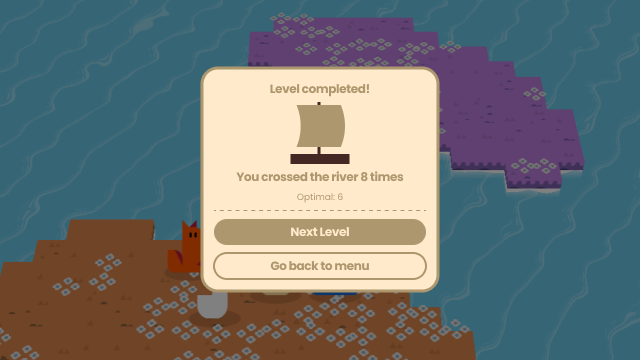 Level completed!
You crossed the river 8 times
Optimal: 6
Next Level
Go back to menu